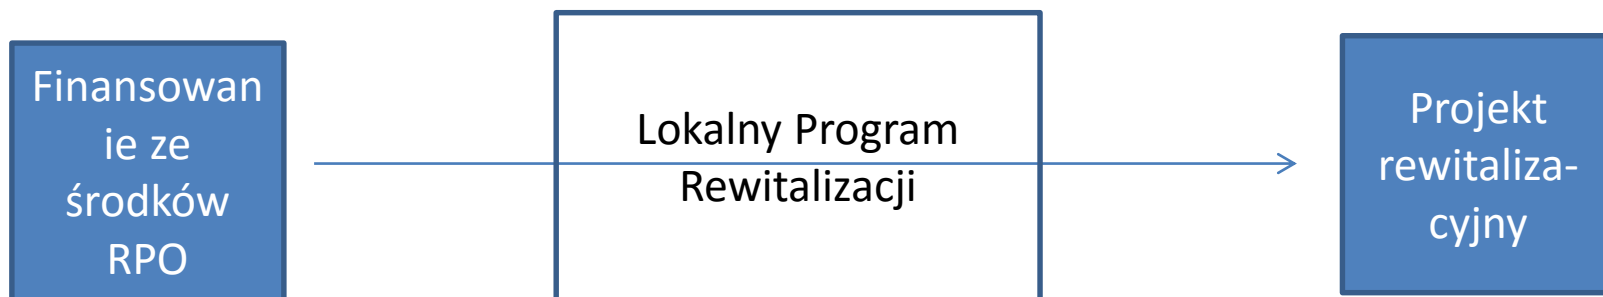 Finansowan
ie ze
środków
RPO
Lokalny Program
Rewitalizacji
Projekt
rewitaliza-
cyjny